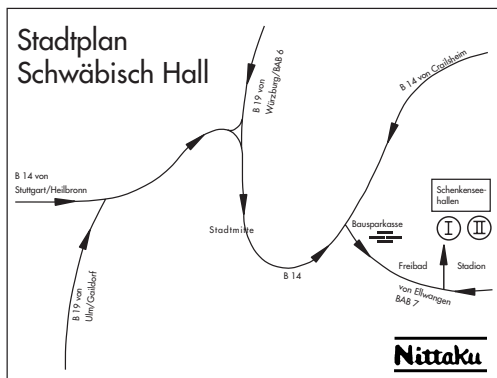 Stadtplan
Schwäbisch Hall
B 19 von
Würzburg/BAB 6
B 14 von Crailsheim
B 14 von
Stuttgart/Heilbronn
Schenkensee-
hallen
I II
Stadtmitte
Bausparkasse
B 19 von
Ulm/Gaildorf
B 14
Freibad
Stadion
von Ellwangen
BAB 7
Nittaku